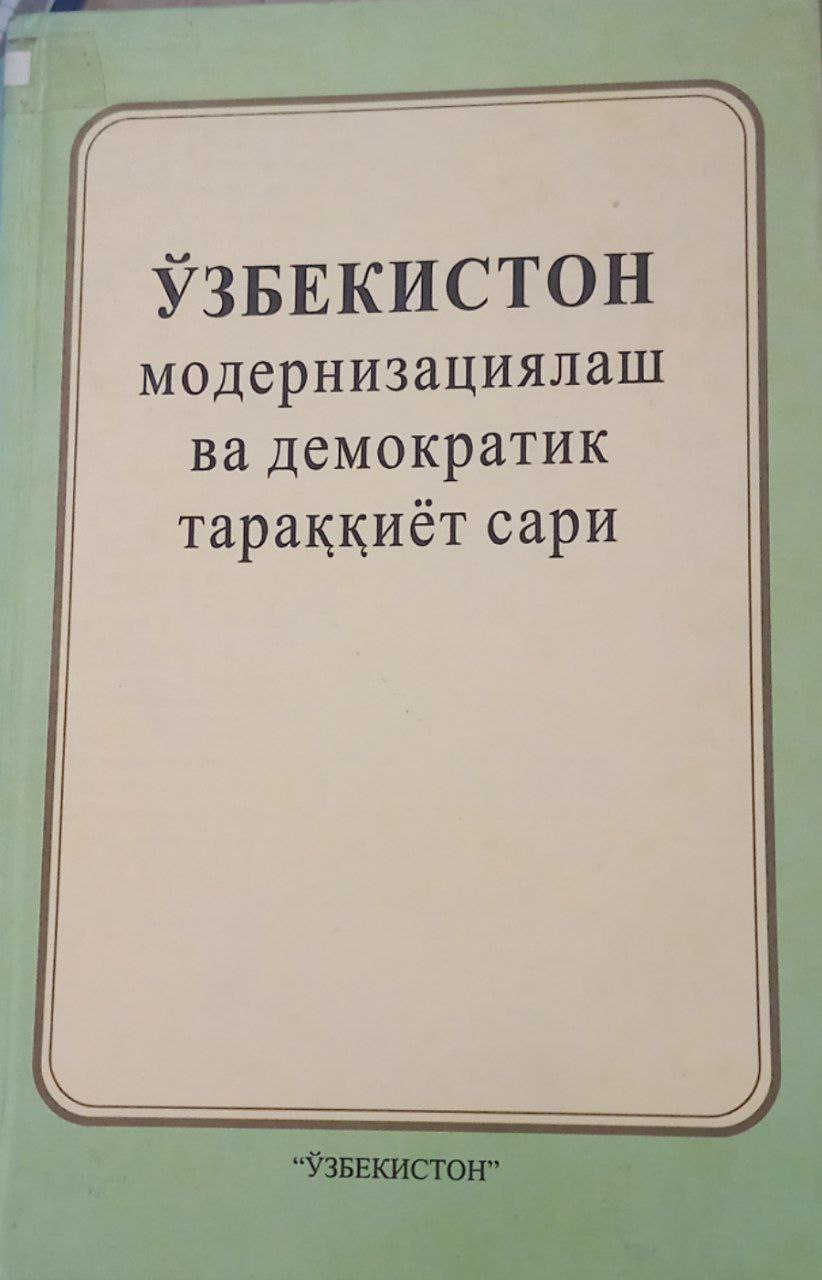 ЎЗБЕКИСТОН
модернизациялаш
ва демократик
тараққиёт сари
“ЎЗБЕКИСТОН”